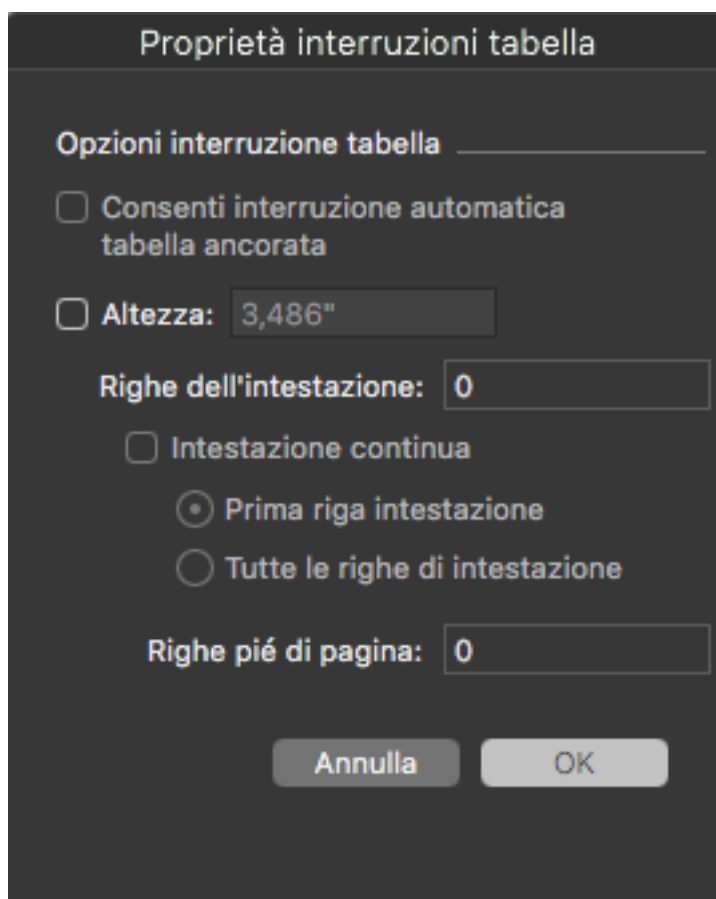 Proprietà interruzioni tabella
Opzioni interruzione tabella
Consenti interruzione automatica
tabella ancorata
Altezza: 3,486"
Righe dell'intestazione: 0
Intestazione continua
Prima riga intestazione
Tutte le righe di intestazione
Righe pié di pagina: 0
Annulla OK